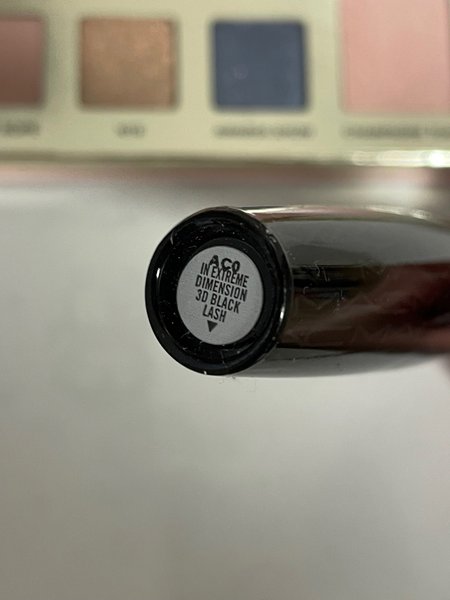 AC0
IN EXTREME
DIMENSION
3D BLACK
LASH